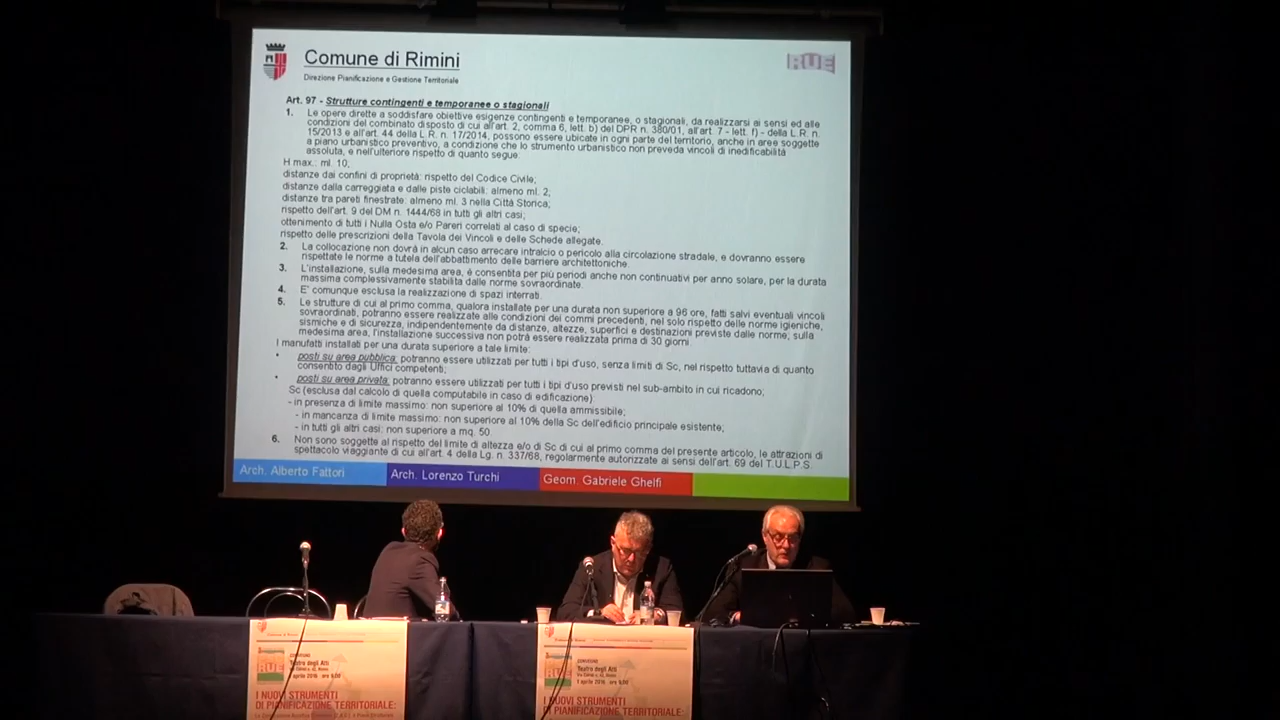 Comune di Rimini
RUE
Direzione Pianificazione e Gestione Territoriale
Art. 97 - Strutture contingenti e temporanee o stagionali
1. Le opere dirette a soddisfare obiettive esigenze contingenti e temporanee, o stagionali, da realizzarsi ai sensi ed alle
condizioni del combinato disposto di cui all'art. 2, comma 6, lett. b) del DPR n. 380/01, all'art. 7 - lett. f) - della L.R. n.
15/2013 e all'art. 44 della L.R. n. 17/2014, possono essere ubicate in ogni parte del territorio, anche in aree soggette
a piano urbanistico preventivo, a condizione che lo strumento urbanistico non preveda vincoli di inedificabilità
assoluta, e nell'ulteriore rispetto di quanto segue:
H max.: ml. 10;
distanze dai confini di proprietà: rispetto del Codice Civile;
distanze dalla carreggiata e dalle piste ciclabili: almeno ml. 2;
distanze tra pareti finestrate: almeno ml. 3 nella Città Storica;
rispetto dell'art. 9 del DM n. 1444/68 in tutti gli altri casi;
ottenimento di tutti i Nulla Osta e/o Pareri correlati al caso di specie;
rispetto delle prescrizioni della Tavola dei Vincoli e delle Schede allegate.
2. La collocazione non dovrà in alcun caso arrecare intralcio o pericolo alla circolazione stradale, e dovranno essere
rispettate le norme a tutela dell'abbattimento delle barriere architettoniche.
3. L'installazione, sulla medesima area, è consentita per più periodi anche non continuativi per anno solare, per la durata
massima complessivamente stabilita dalle norme sovraordinate.
4. E' comunque esclusa la realizzazione di spazi interrati.
5. Le strutture di cui al primo comma, qualora installate per una durata non superiore a 96 ore, fatti salvi eventuali vincoli
sovraordinati, potranno essere realizzate alle condizioni dei commi precedenti, nel solo rispetto delle norme igieniche,
sismiche e di sicurezza, indipendentemente da distanze, altezze, superfici e destinazioni previste dalle norme; sulla
medesima area, l'installazione successiva non potrà essere realizzata prima di 30 giorni.
I manufatti installati per una durata superiore a tale limite:
• posti su area pubblica: potranno essere utilizzati per tutti i tipi d'uso, senza limiti di Sc, nel rispetto tuttavia di quanto
consentito dagli Uffici competenti;
• posti su area privata: potranno essere utilizzati per tutti i tipi d'uso previsti nel sub-ambito in cui ricadono;
Sc (esclusa dal calcolo di quella computabile in caso di edificazione):
- in presenza di limite massimo: non superiore al 10% di quella ammissibile;
- in mancanza di limite massimo: non superiore al 10% della Sc dell'edificio principale esistente;
- in tutti gli altri casi: non superiore a mq. 50.
6. Non sono soggette al rispetto del limite di altezza e/o di Sc di cui al primo comma del presente articolo, le attrazioni di
spettacolo viaggiante di cui all'art. 4 della Lg. n. 337/68, regolarmente autorizzate ai sensi dell'art. 69 del T.U.L.P.S.
Arch. Alberto Fattori
Arch. Lorenzo Turchi
Geom. Gabriele Ghelfi
Comune di Rimini
RUE
CONVEGNO
Teatro degli Atti
1 aprile 2016 ore 9.00
I NUOVI STRUMENTI
DI PIANIFICAZIONE TERRITORIALE:
RUE
CONVEGNO
Teatro degli Atti
1 aprile 2016 ore 9.00
I NUOVI STRUMENTI
DI PIANIFICAZIONE TERRITORIALE: